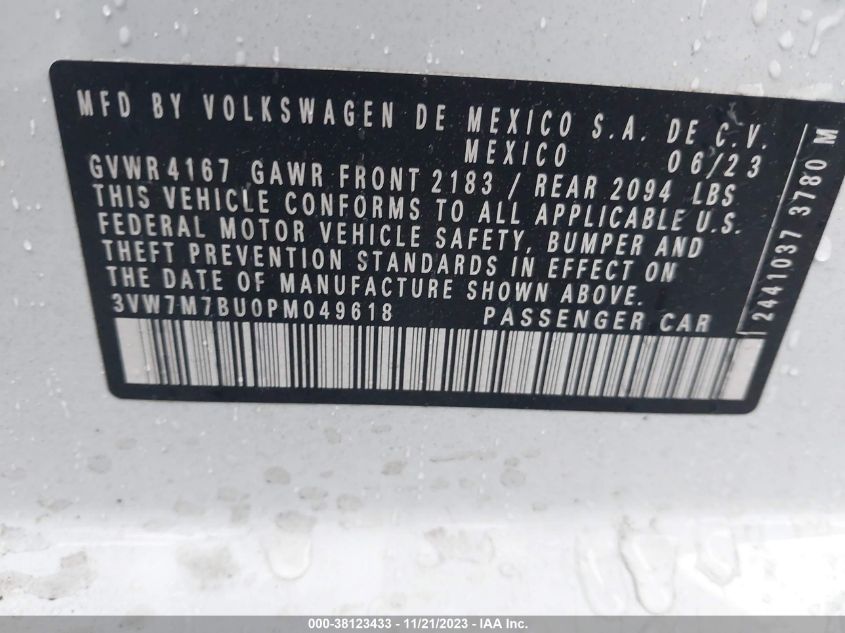 MFD BY VOLKSWAGEN DE MEXICO S.A. DE C.V.
MEXICO 06/23
GVWR 4167 GAWR FRONT 2183 / REAR 2094 LBS
THIS VEHICLE CONFORMS TO ALL APPLICABLE U.S.
FEDERAL MOTOR VEHICLE SAFETY, BUMPER AND
THEFT PREVENTION STANDARDS IN EFFECT ON
THE DATE OF MANUFACTURE SHOWN ABOVE.
3VW7M7BU0PM049618 PASSENGER CAR
2441037 3780 M
000-38123433 - 11/21/2023 - IAA Inc.